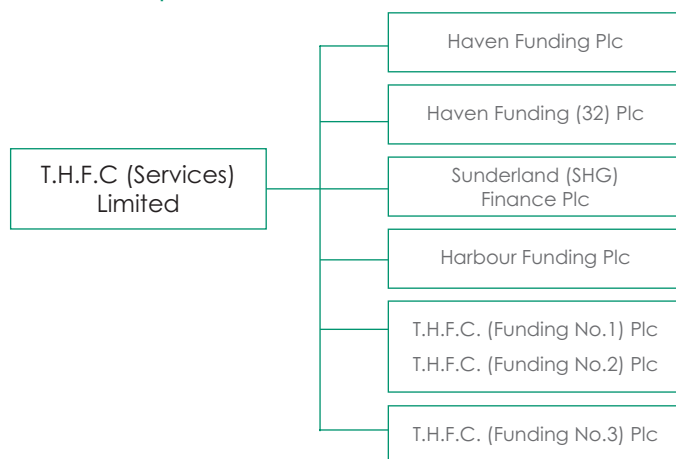 T.H.F.C (Services)
Limited
Haven Funding Plc
Haven Funding (32) Plc
Sunderland (SHG)
Finance Plc
Harbour Funding Plc
T.H.F.C. (Funding No.1) Plc
T.H.F.C. (Funding No.2) Plc
T.H.F.C. (Funding No.3) Plc